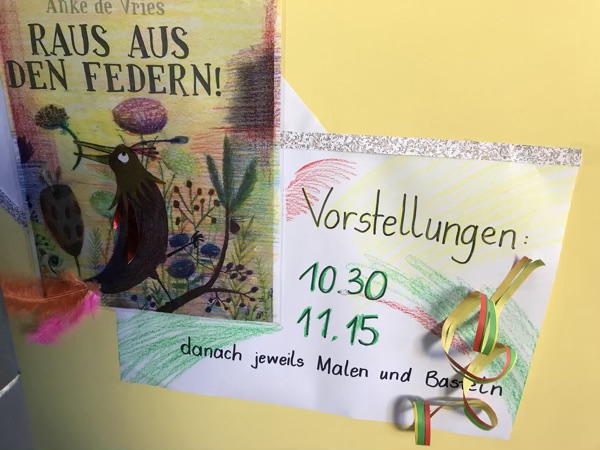 Anke de Vries
RAUS AUS
DEN FEDERN!
Vorstellungen:
10.30
11.15
danach jeweils Malen und Basteln